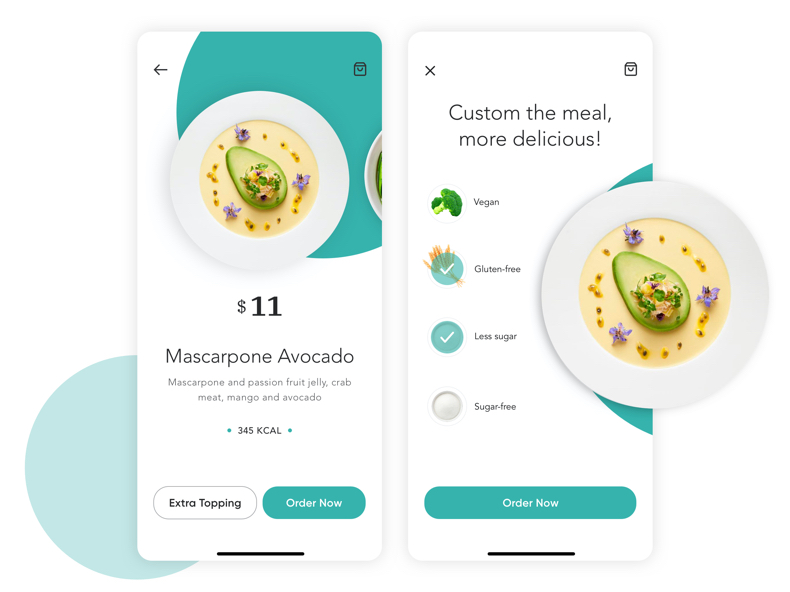 $ 11
Mascarpone Avocado
Mascarpone and passion fruit jelly, crab
meat, mango and avocado
345 KCAL
Extra Topping
Order Now
Custom the meal,
more delicious!
Vegan
Gluten-free
Less sugar
Sugar-free
Order Now